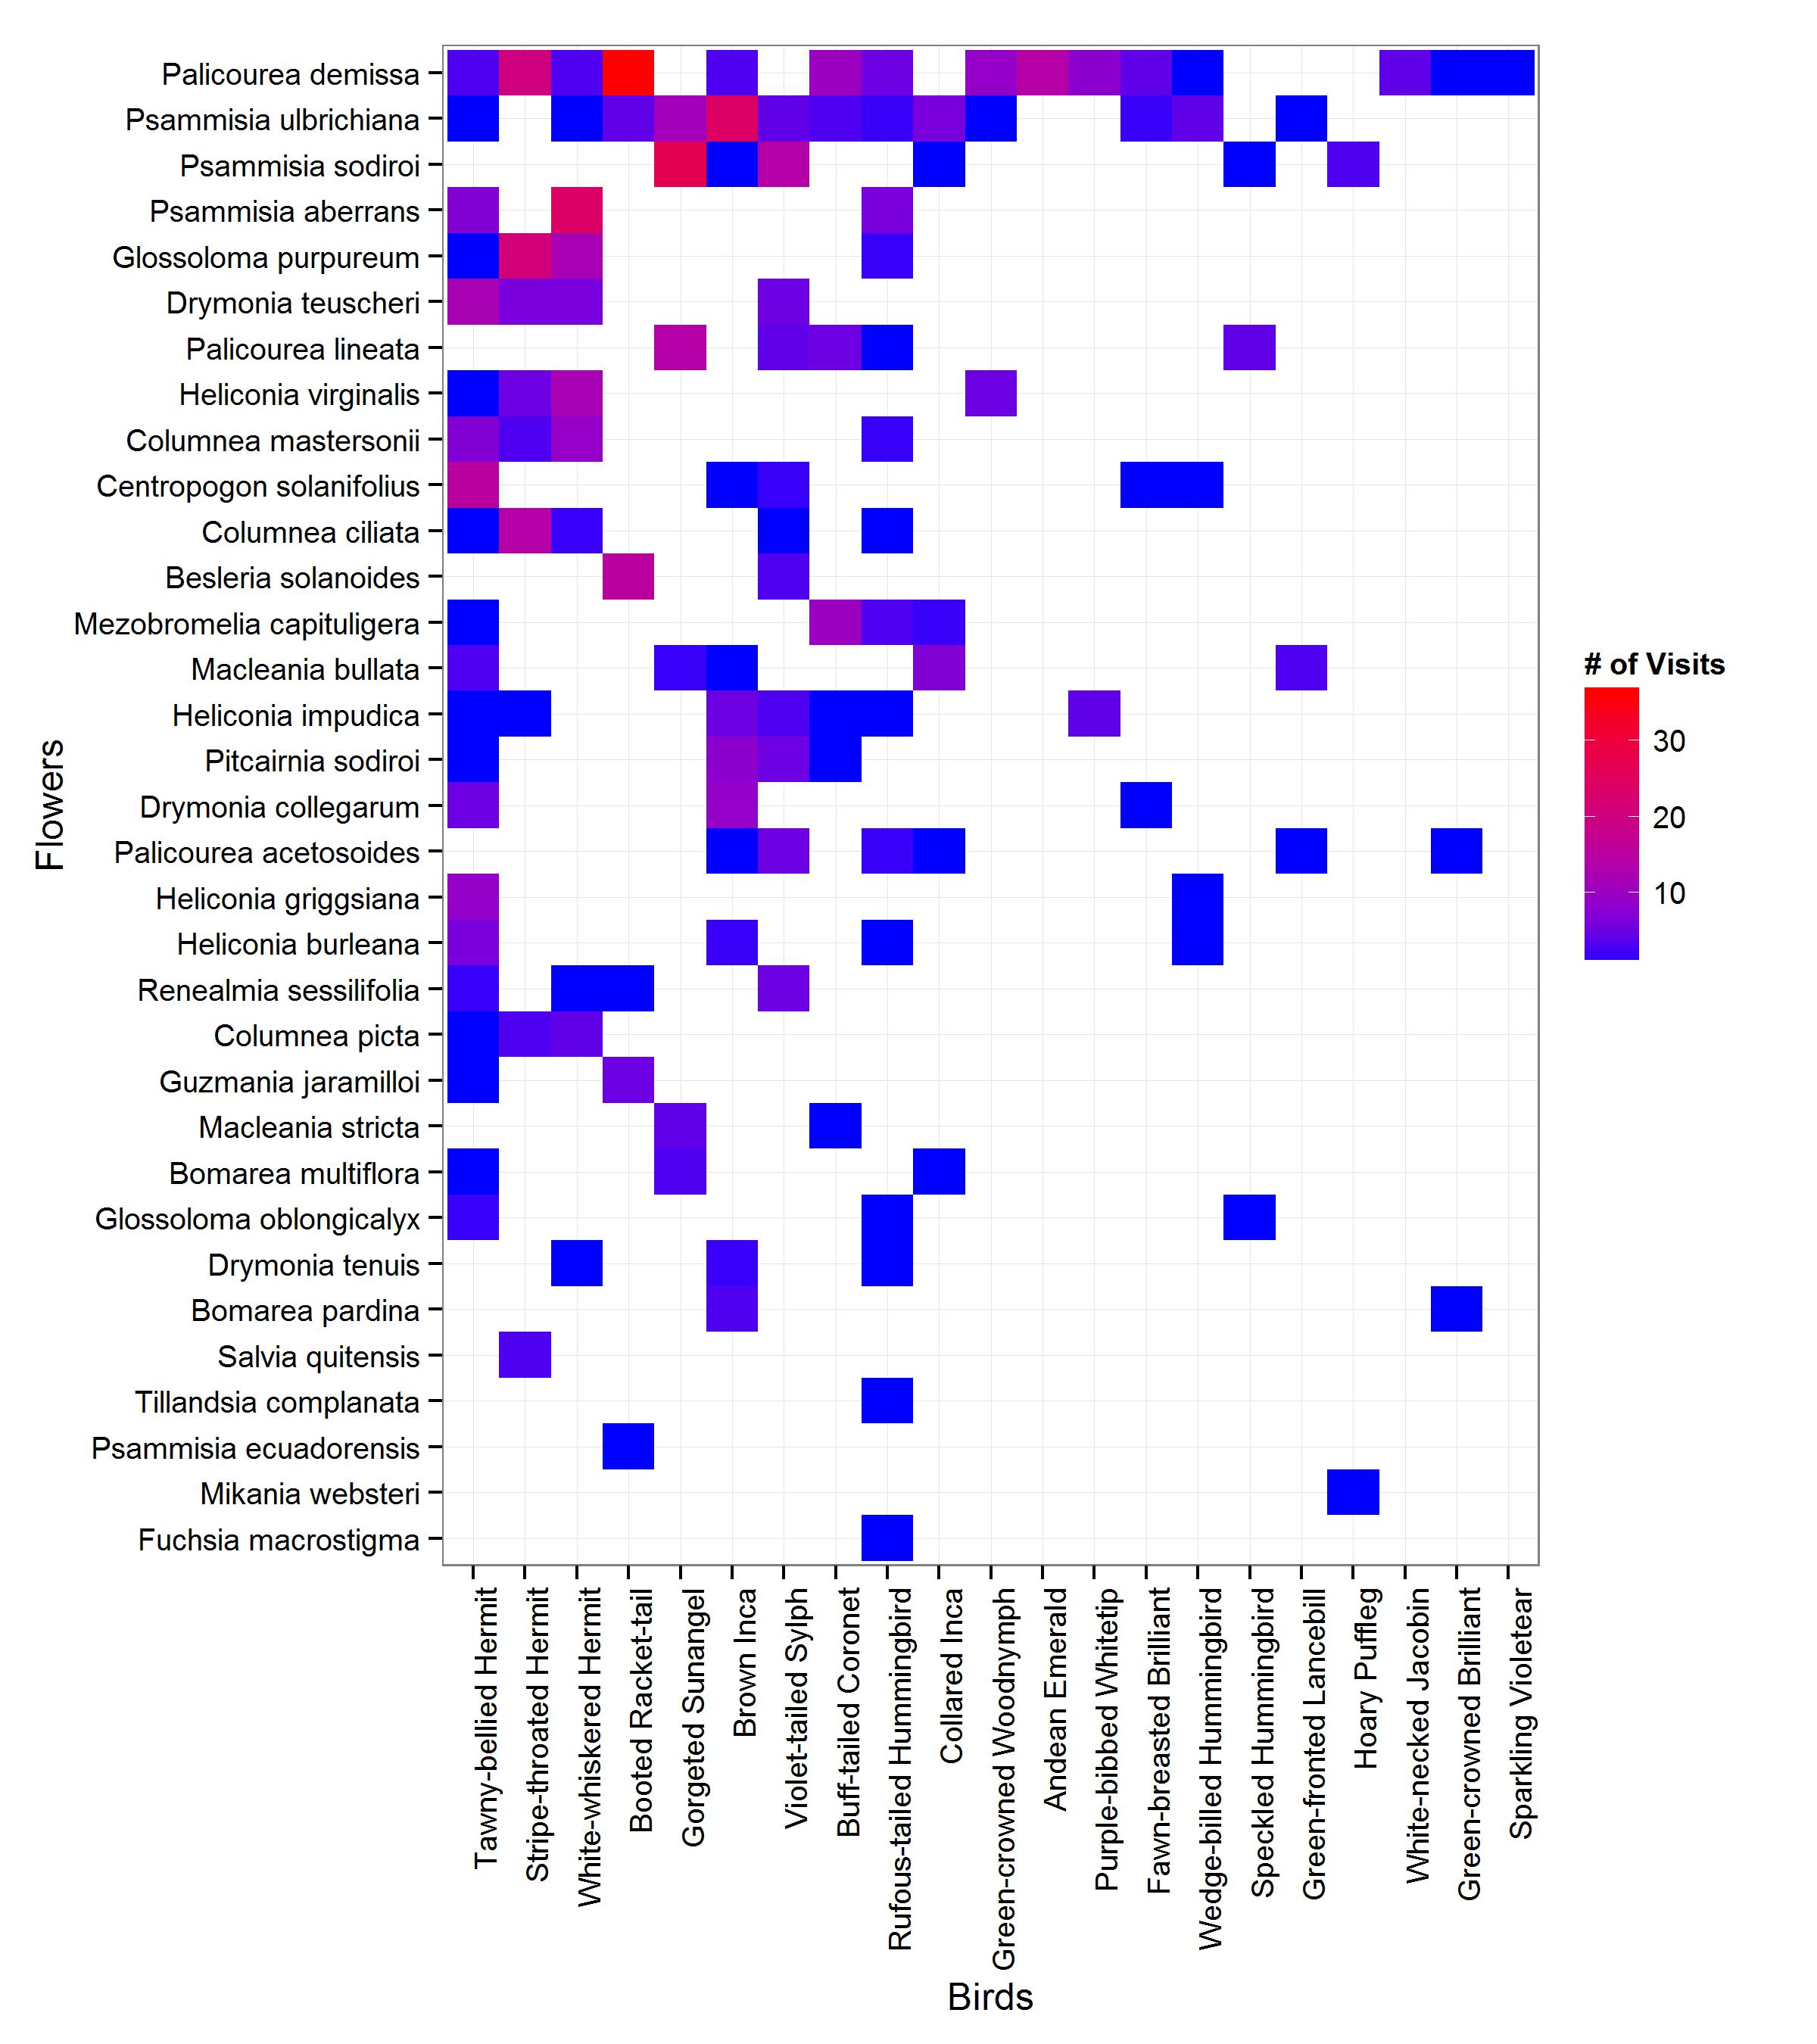 Palicourea demissa
Psammisia ulbrichiana
Psammisia sodiroi
Psammisia aberrans
Glossoloma purpureum
Drymonia teuscheri
Palicourea lineata
Heliconia virginalis
Columnea mastersonii
Centropogon solanifolius
Columnea ciliata
Besleria solanoides
Mezobromelia capituligera
Macleania bullata
Heliconia impudica
Pitcairnia sodiroi
Drymonia collegarum
Palicourea acetosoides
Heliconia griggsiana
Heliconia burleana
Renealmia sessilifolia
Columnea picta
Guzmania jaramilloi
Macleania stricta
Bomarea multiflora
Glossoloma oblongicalyx
Drymonia tenuis
Bomarea pardina
Salvia quitensis
Tillandsia complanata
Psammisia ecuadorensis
Mikania websteri
Fuchsia macrostigma
Flowers
Tawny-bellied Hermit
Stripe-throated Hermit
White-whiskered Hermit
Booted Racket-tail
Gorgeted Sunangel
Brown Inca
Violet-tailed Sylph
Buff-tailed Coronet
Rufous-tailed Hummingbird
Collared Inca
Green-crowned Woodnymph
Andean Emerald
Purple-bibbed Whitetip
Fawn-breasted Brilliant
Wedge-billed Hummingbird
Speckled Hummingbird
Green-fronted Lancebill
Hoary Puffleg
White-necked Jacobin
Green-crowned Brilliant
Sparkling Violetear
Birds
# of Visits
30
20
10